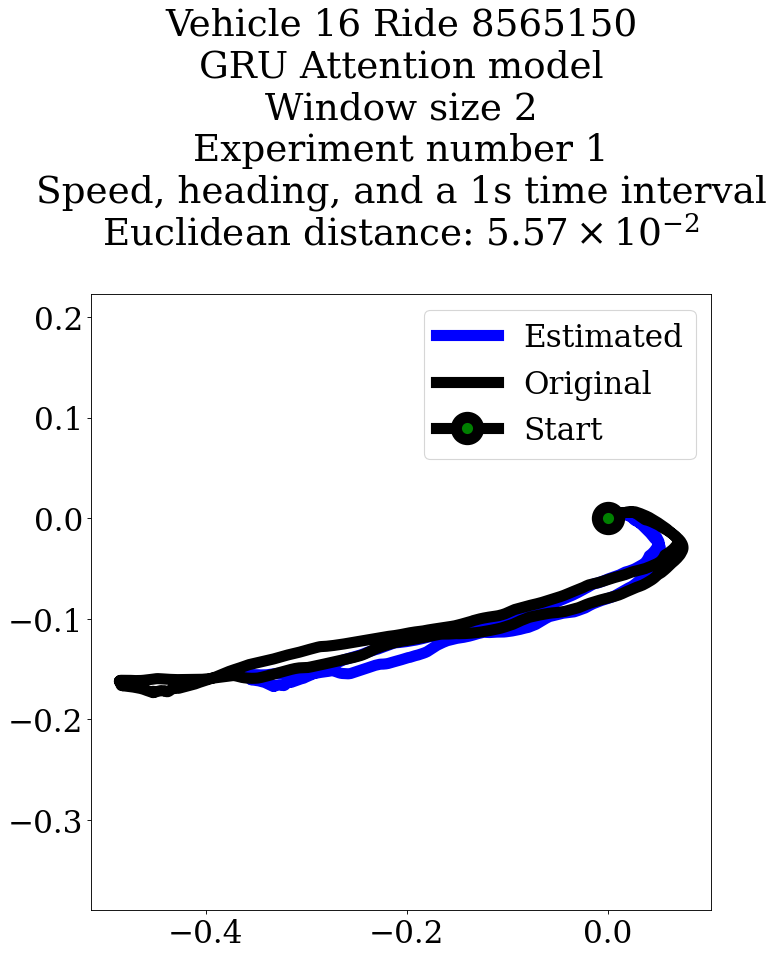 Vehicle 16 Ride 8565150
GRU Attention model
Window size 2
Experiment number 1
Speed, heading, and a 1s time interval
Euclidean distance: 5.57 × 10⁻²
Estimated
Original
Start
0.2
0.1
0.0
−0.1
−0.2
−0.3
−0.4
−0.2
0.0